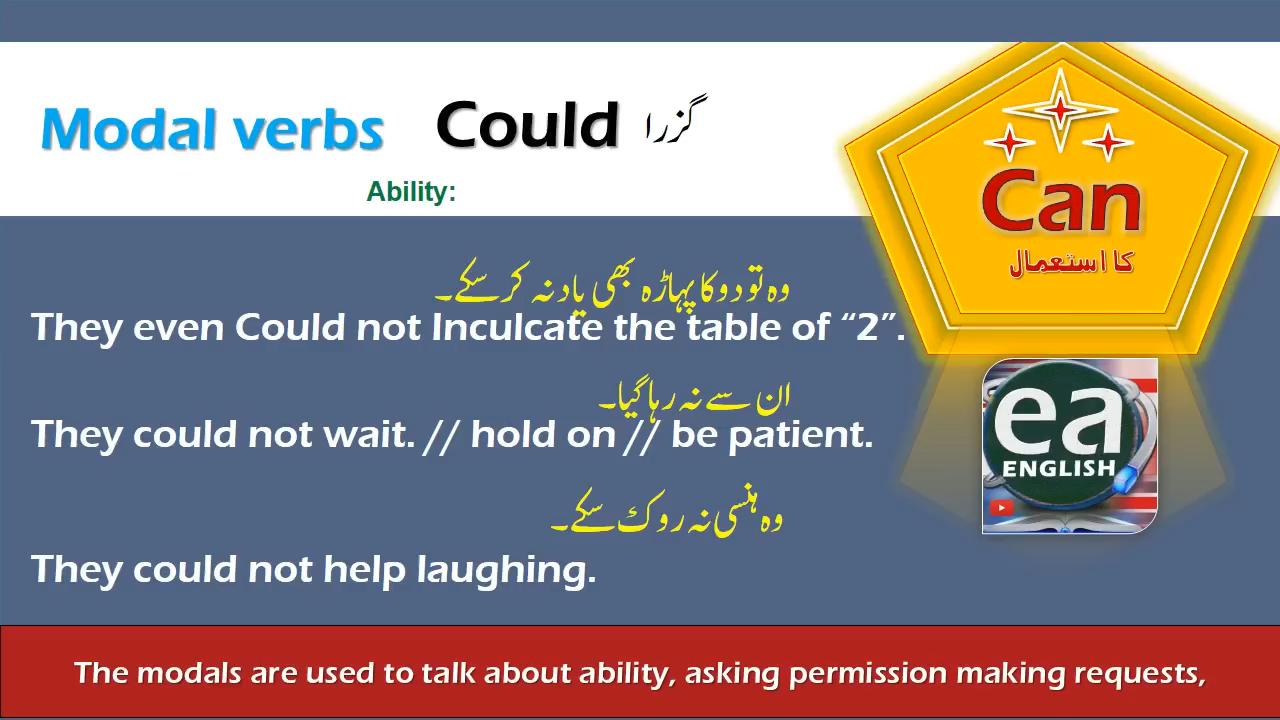 Modal verbs Could گزرا
Ability:
Can
کا استعمال
وہ تو دو کا پہاڑہ بھی یاد نہ کر سکے۔
They even Could not Inculcate the table of “2”.
ان سے نہ رہا گیا۔
They could not wait. // hold on // be patient.
وہ ہنسی نہ روک سکے۔
They could not help laughing.
ea
ENGLISH
The modals are used to talk about ability, asking permission making requests,